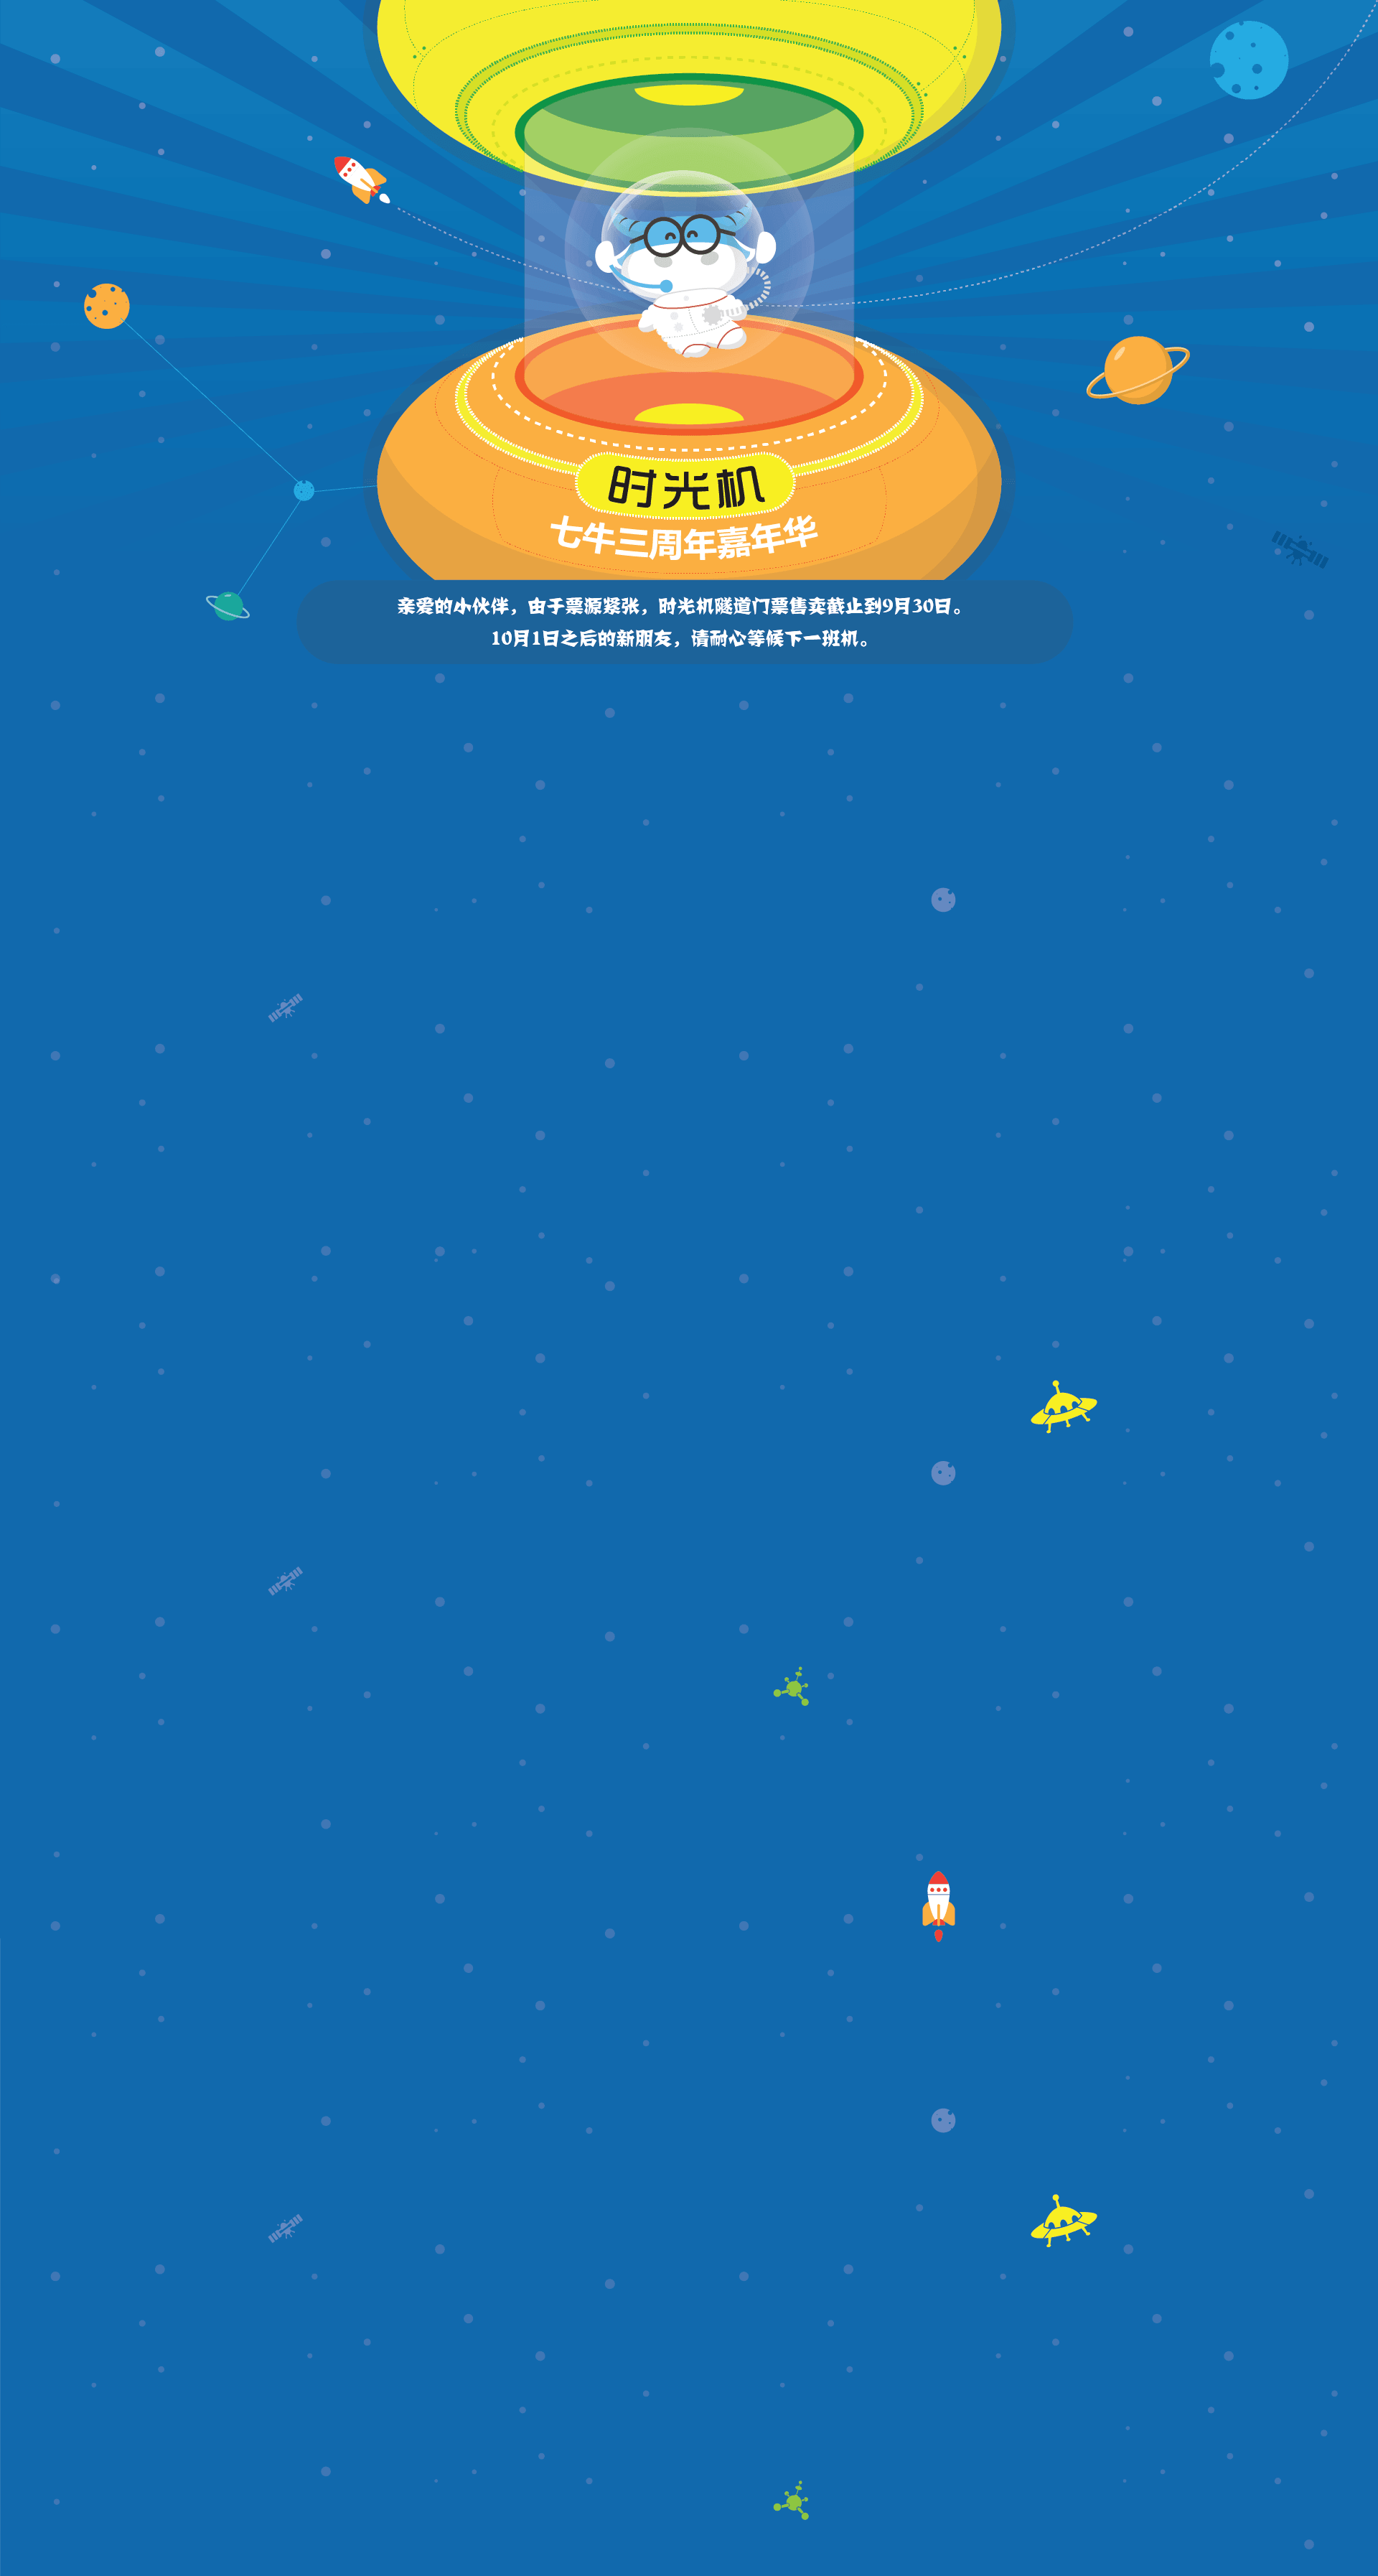 时光机
七牛三周年嘉年华
亲爱的小伙伴，由于票源紧张，时光机隧道门票售卖截止到9月30日。
10月1日之后的新朋友，请耐心等候下一班机。